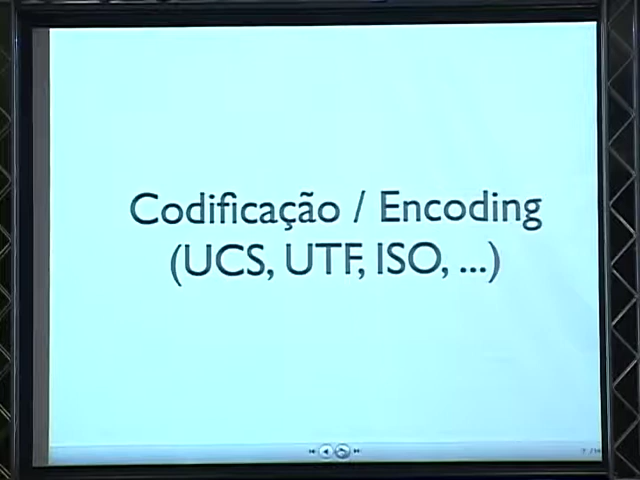 Codificação / Encoding
(UCS, UTF, ISO, ...)